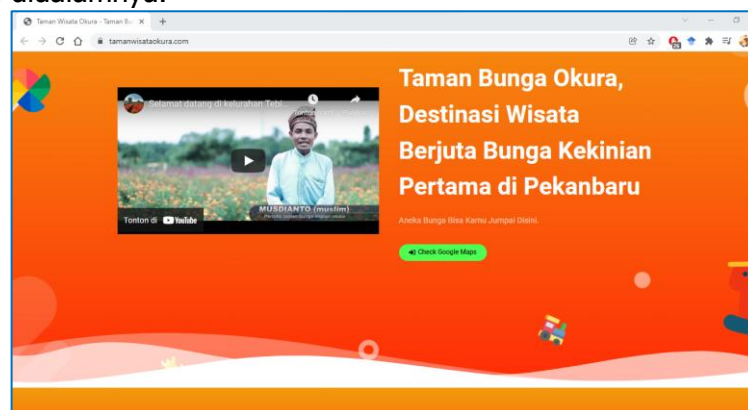 didalamnya.
Taman Wisata Okura - Taman Bu
tamanwisataokura.com
Selamat datang di kelurahan Tebi...
Taman Bunga Okura,
Destinasi Wisata
Berjuta Bunga Kekinian
Pertama di Pekanbaru
MUSDIANTO (muslim)
Tonton di YouTube
Aneka Bunga Bisa Kamu Jumpai Disini.
Check Google Maps